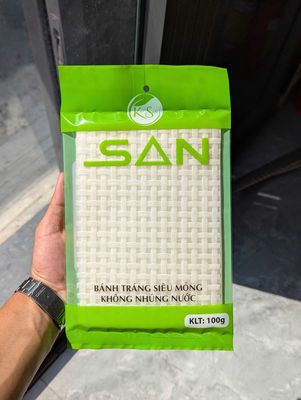 KS
SAN
BÁNH TRÁNG SIÊU MỎNG
KHÔNG NHÚNG NƯỚC
KLT: 100g